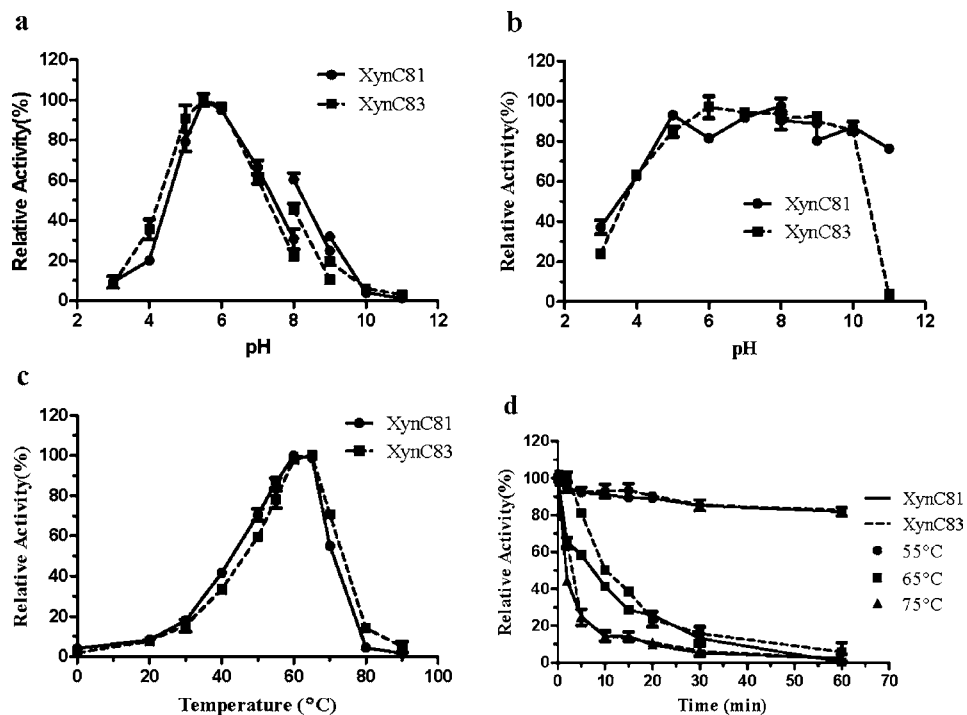 a
Relative Activity(%)
120
100
80
60
40
20
0
2
4
6
8
10
12
pH
XynC81
XynC83
b
Relative Activity(%)
120
100
80
60
40
20
0
2
4
6
8
10
12
pH
XynC81
XynC83
c
Relative Activity(%)
120
100
80
60
40
20
0
0
20
40
60
80
100
Temperature (°C)
XynC81
XynC83
d
Relative Activity(%)
120
100
80
60
40
20
0
0
10
20
30
40
50
60
70
Time (min)
XynC81
XynC83
55°C
65°C
75°C